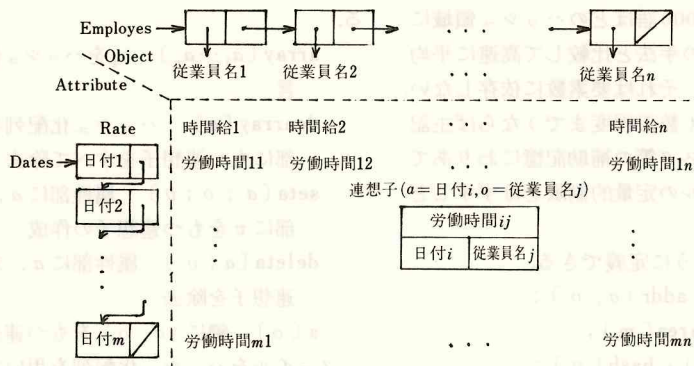 Employes
Object
従業員名1 従業員名2 ・・・ 従業員名n
Attribute
Rate 時間給1 時間給2 ・・・ 時間給n
Dates 日付1 労働時間11 労働時間12 ・・・ 労働時間1n
連想子(a=日付i,o=従業員名j)
日付2 労働時間ij
日付i 従業員名j
日付m 労働時間m1 ・・・ 労働時間mn